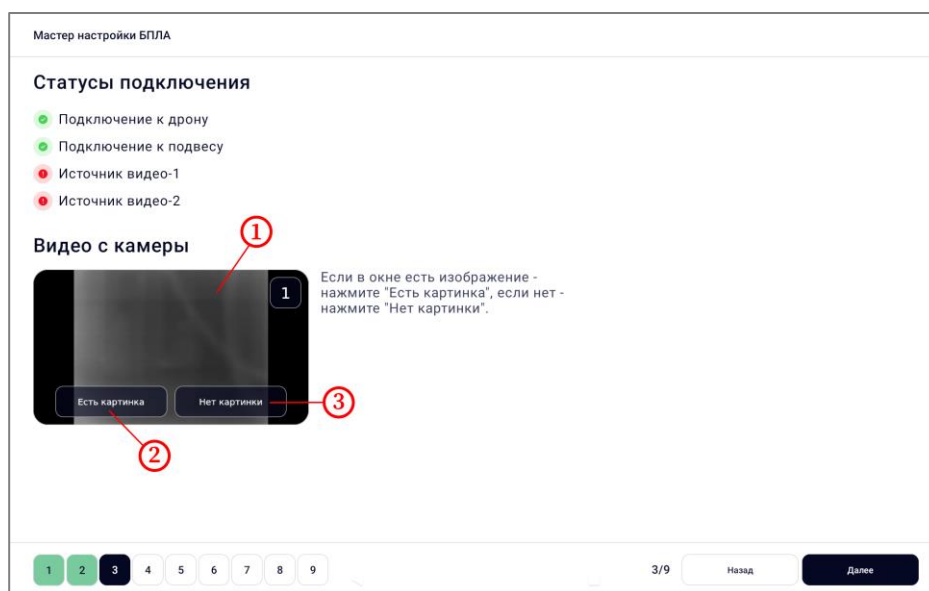 Мастер настройки БПЛА
Статусы подключения
Подключение к дрону
Подключение к подвесу
Источник видео-1
Источник видео-2
Видео с камеры
1
1
Если в окне есть изображение -
нажмите "Есть картинка", если нет -
нажмите "Нет картинки".
Есть картинка
Нет картинки
3
2
1 2 3 4 5 6 7 8 9
3/9
Назад
Далее